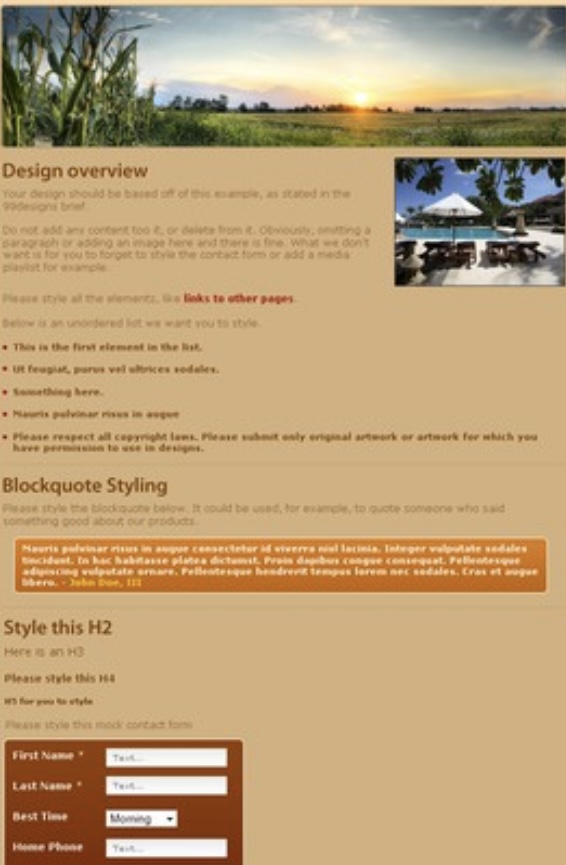 Design overview
Your design should be based off of this example, as stated in the
99designs brief.
Do not add any content too it, or delete from it. Obviously, omitting a
paragraph or adding an image here and there is fine. What we don't
want is for you to forget to style the contact form or add a media
playlist for example.
Please style all the elements, like links to other pages.
Below is an unordered list we want you to style.
• This is the first element in the list.
• Ut feugiat, purus vel ultrices sodales.
• Something here.
• Mauris pulvinar risus in augue
• Please respect all copyright laws. Please submit only original artwork or artwork for which you
have permission to use in designs.
Blockquote Styling
Please style the blockquote below. It could be used, for example, to quote someone who said
something good about our products.
Mauris pulvinar risus in augue consectetur id viverra nisl lacinia. Integer vulputate sodales
tincidunt. In hac habitasse platea dictumst. Proin dapibus congue consequat. Pellentesque
adipiscing vulputate ornare. Pellentesque hendrerit tempus lorem nec sodales. Cras et augue
libero. - John Doe, III
Style this H2
Here is an H3
Please style this H4
H5 for you to style
Please style this mock contact form
First Name * Text...
Last Name * Text...
Best Time Morning
Home Phone Text...